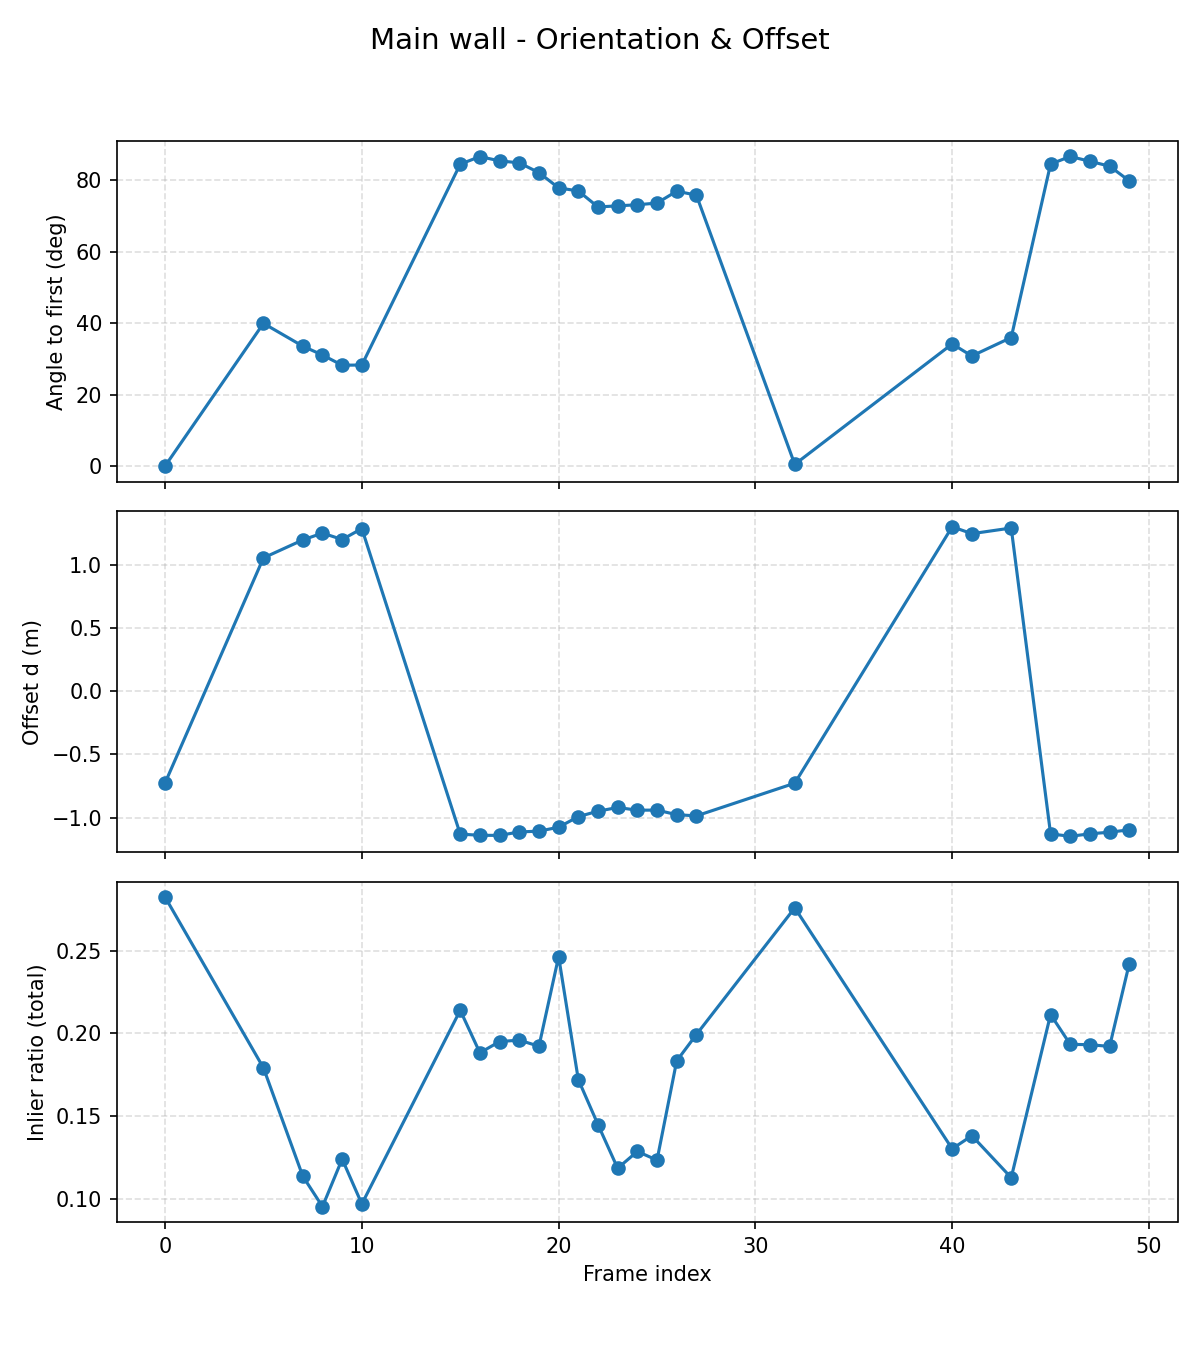 Main wall - Orientation & Offset
Angle to first (deg)
80
60
40
20
0
Offset d (m)
1.0
0.5
0.0
−0.5
−1.0
Inlier ratio (total)
0.25
0.20
0.15
0.10
0 10 20 30 40 50
Frame index